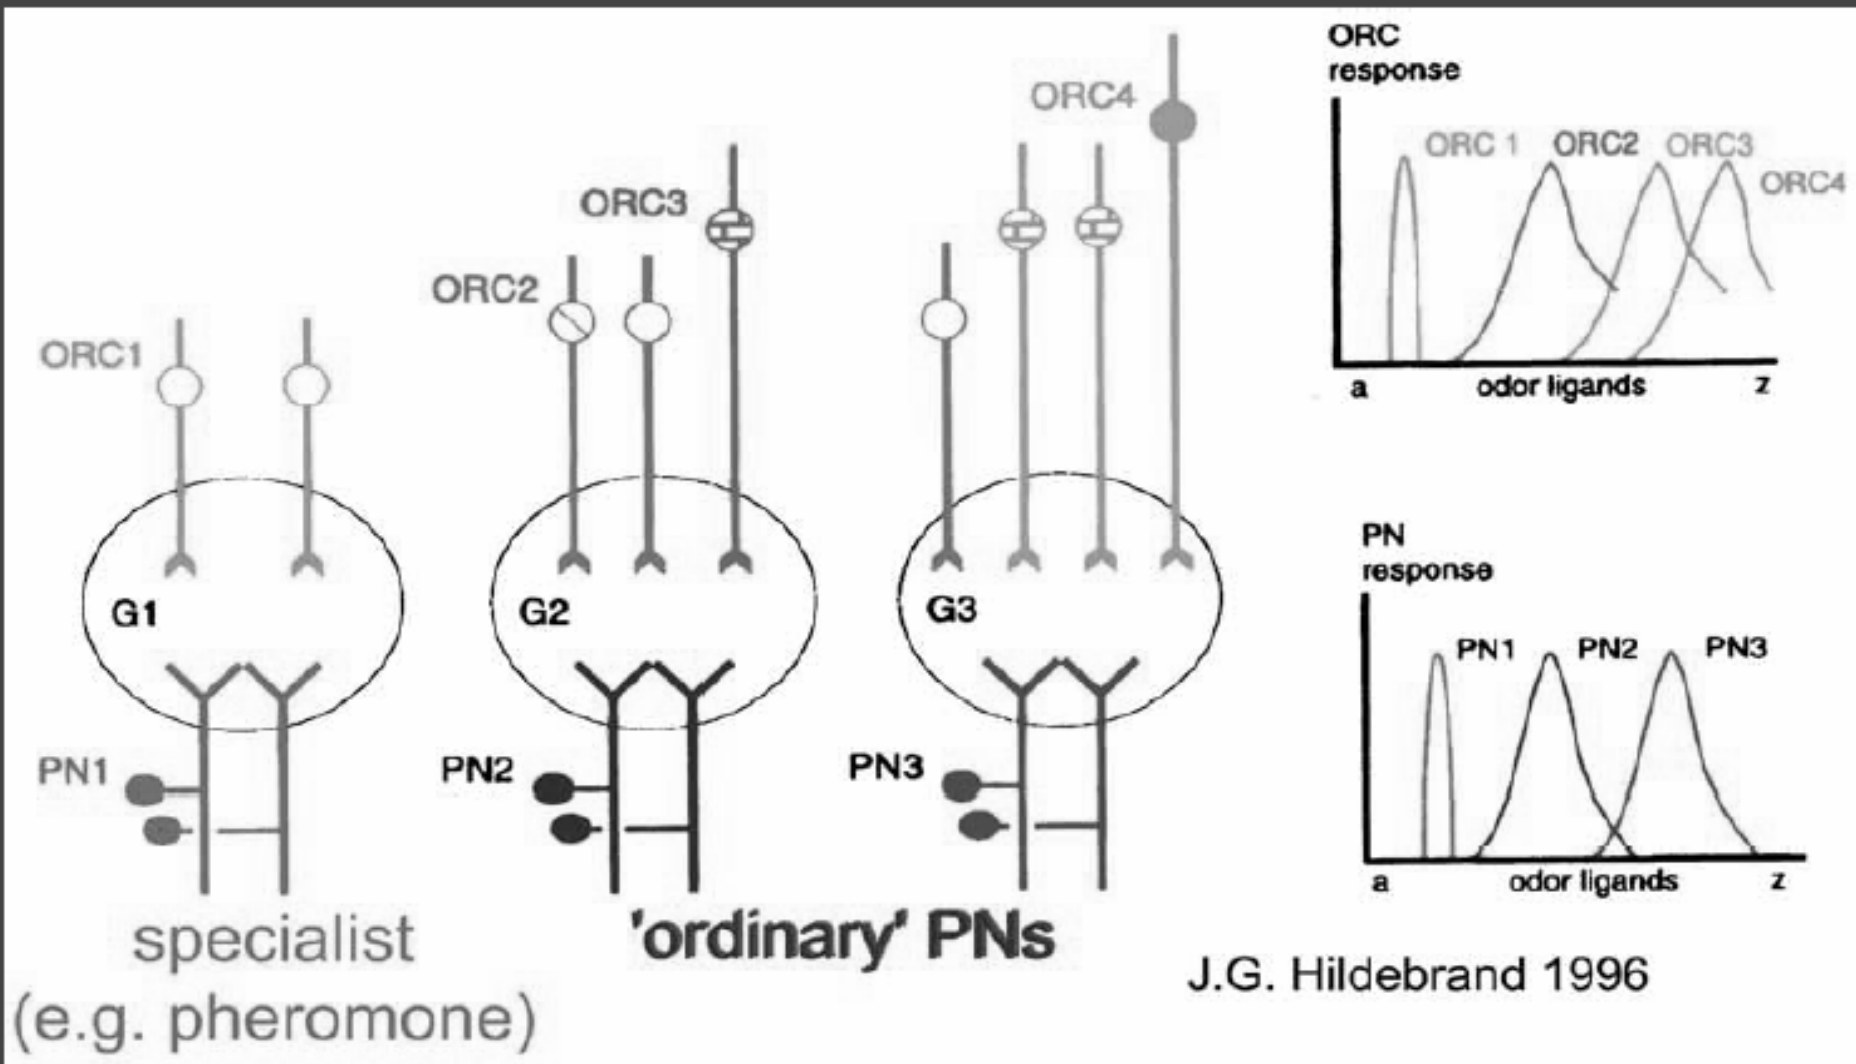 ORC
response
ORC4
ORC 1 ORC2 ORC3
ORC4
ORC3
ORC2
ORC1
a odor ligands z
PN
response
G1 G2 G3
PN1 PN2 PN3
PN1 PN2 PN3
a odor ligands z
specialist
(e.g. pheromone)
'ordinary' PNs
J.G. Hildebrand 1996